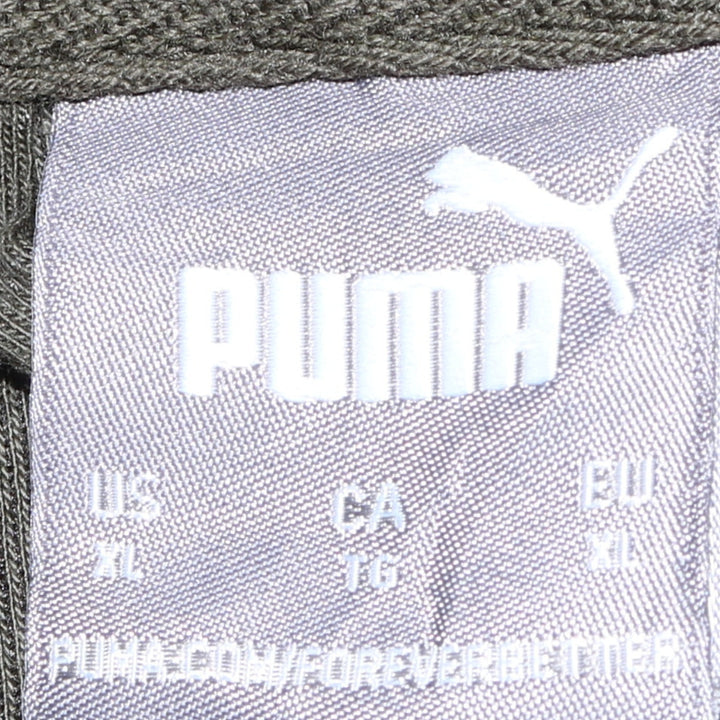 PUMA
US CA EU
XL TG XL
PUMA.COM/FOREVERBETTER